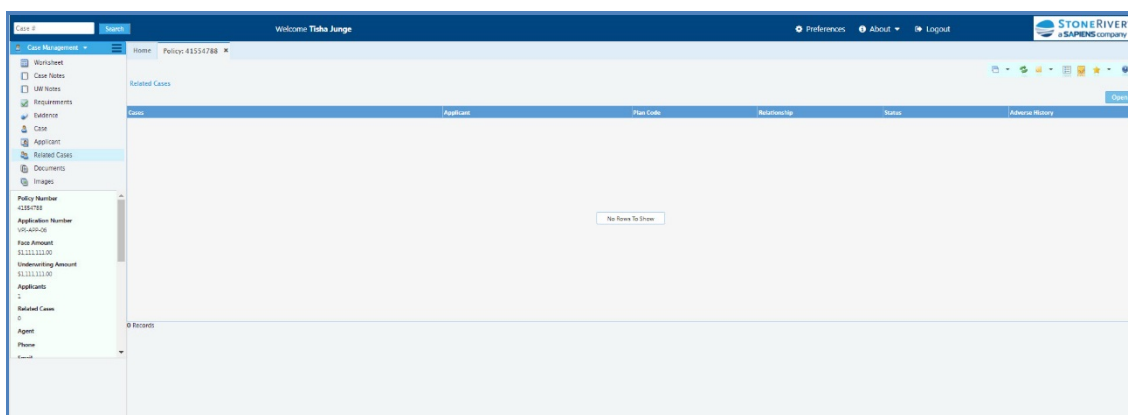 Case #
Search
Welcome Tisha Junge
Preferences
About
Logout
STONERIVER
a SAPIENS company
Case Management
Home
Policy: 41554788
Worksheet
Case Notes
UW Notes
Requirements
Evidence
Case
Applicant
Related Cases
Documents
Images
Related Cases
Open
Cases
Applicant
Plan Code
Relationship
Status
Adverse History
No Rows To Show
Policy Number
41554788
Application Number
VPI-APP-06
Face Amount
$1,111,111.00
Underwriting Amount
$1,111,111.00
Applicants
1
Related Cases
0
Agent
Phone
Email
0 Records